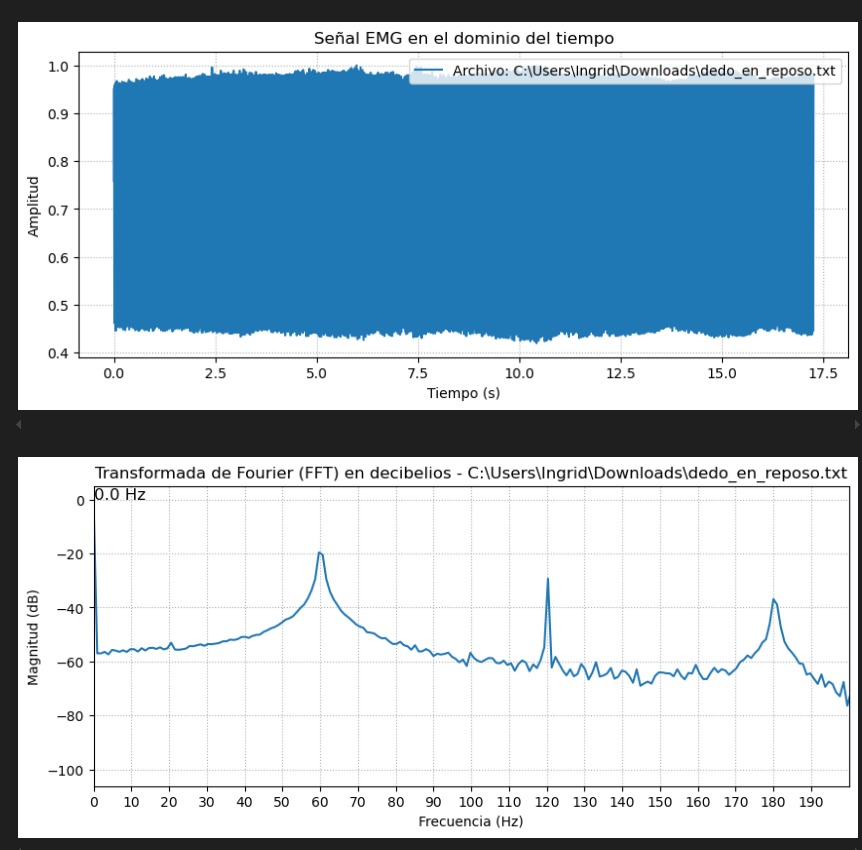 Señal EMG en el dominio del tiempo
1.0
0.9
0.8
0.7
0.6
0.5
0.4
Amplitud
Archivo: C:\Users\Ingrid\Downloads\dedo_en_reposo.txt
0.0 2.5 5.0 7.5 10.0 12.5 15.0 17.5
Tiempo (s)
Transformada de Fourier (FFT) en decibelios - C:\Users\Ingrid\Downloads\dedo_en_reposo.txt
0.0 Hz
0
−20
−40
−60
−80
−100
Magnitud (dB)
0 10 20 30 40 50 60 70 80 90 100 110 120 130 140 150 160 170 180 190
Frecuencia (Hz)